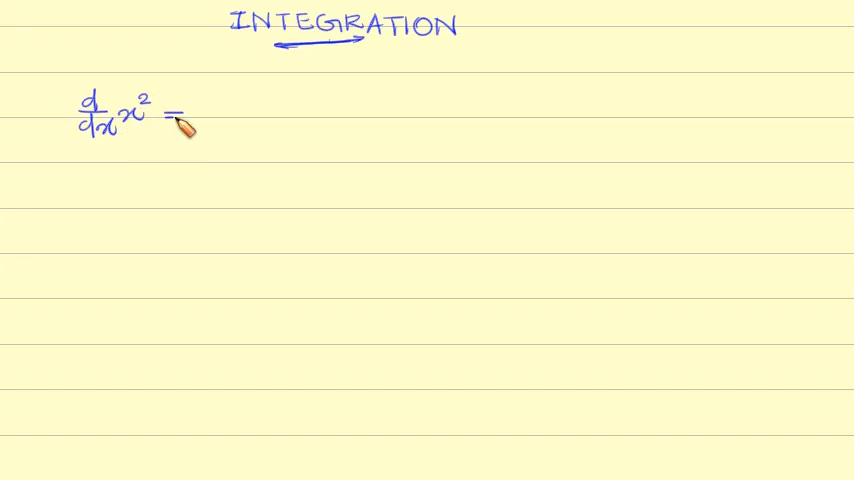 INTEGRATION
d/dx x² =